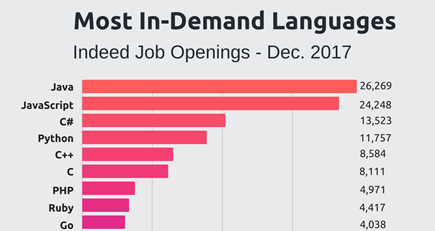 Most In-Demand Languages
Indeed Job Openings - Dec. 2017
Java 26,269
JavaScript 24,248
C# 13,523
Python 11,757
C++ 8,584
C 8,111
PHP 4,971
Ruby 4,417
Go 4,038